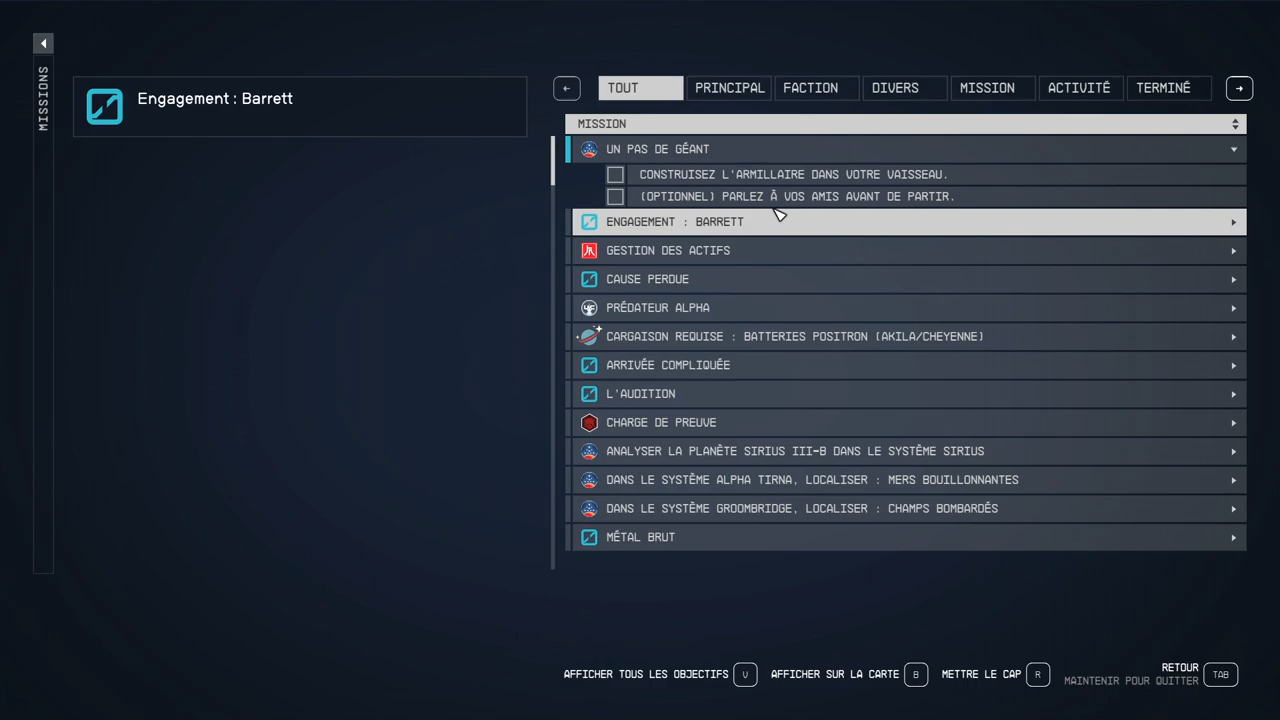 MISSIONS
Engagement : Barrett
TOUT PRINCIPAL FACTION DIVERS MISSION ACTIVITÉ TERMINÉ
MISSION
UN PAS DE GÉANT
CONSTRUISEZ L'ARMILLAIRE DANS VOTRE VAISSEAU.
(OPTIONNEL) PARLEZ À VOS AMIS AVANT DE PARTIR.
ENGAGEMENT : BARRETT
GESTION DES ACTIFS
CAUSE PERDUE
PRÉDATEUR ALPHA
CARGAISON REQUISE : BATTERIES POSITRON (AKILA/CHEYENNE)
ARRIVÉE COMPLIQUÉE
L'AUDITION
CHARGE DE PREUVE
ANALYSER LA PLANÈTE SIRIUS III-B DANS LE SYSTÈME SIRIUS
DANS LE SYSTÈME ALPHA TIRNA, LOCALISER : MERS BOUILLONNANTES
DANS LE SYSTÈME GROOMBRIDGE, LOCALISER : CHAMPS BOMBARDÉS
MÉTAL BRUT
AFFICHER TOUS LES OBJECTIFS V AFFICHER SUR LA CARTE B METTRE LE CAP R RETOUR TAB
MAINTENIR POUR QUITTER